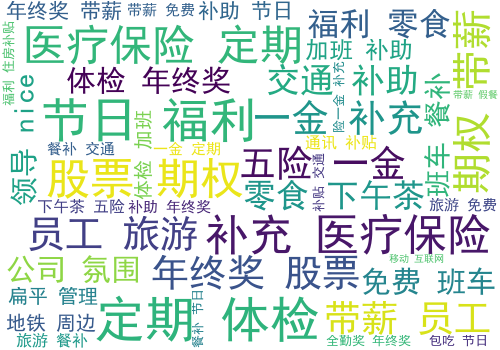 年终奖 带薪
带薪 免费
补助 节日
福利 零食
带薪
医疗保险 定期
加班 补助
福利 住房补贴
nice
体检 年终奖
交通 补助
补充
带薪 假餐
节日 福利
一金 补充
险一金
餐补
加班
餐补 交通
一金 定期
通讯 补贴
期权
领导
股票 期权
体检
五险 一金
补贴 交通
班车
零食 下午茶
旅游 免费
下午茶 五险
补助 年终奖
员工 旅游
补充 医疗保险
公司 氛围
年终奖 股票
移动 互联网
免费 班车
扁平 管理
餐补 节日
定期 体检
带薪 员工
地铁 周边
旅游 餐补
全勤奖 年终奖
包吃 节日